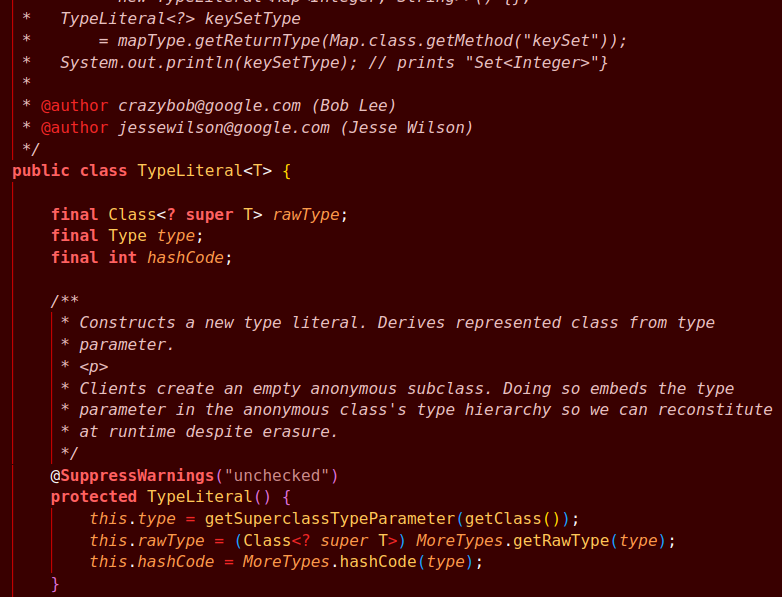 new TypeLiteral<Map<Integer, String>>() {};
 *   TypeLiteral<?> keySetType
 *       = mapType.getReturnType(Map.class.getMethod("keySet"));
 *   System.out.println(keySetType); // prints "Set<Integer>"}
 *
 * @author crazybob@google.com (Bob Lee)
 * @author jessewilson@google.com (Jesse Wilson)
 */
public class TypeLiteral<T> {
    final Class<? super T> rawType;
    final Type type;
    final int hashCode;
    /**
     * Constructs a new type literal. Derives represented class from type
     * parameter.
     * <p>
     * Clients create an empty anonymous subclass. Doing so embeds the type
     * parameter in the anonymous class's type hierarchy so we can reconstitute
     * at runtime despite erasure.
     */
    @SuppressWarnings("unchecked")
    protected TypeLiteral() {
        this.type = getSuperclassTypeParameter(getClass());
        this.rawType = (Class<? super T>) MoreTypes.getRawType(type);
        this.hashCode = MoreTypes.hashCode(type);
    }